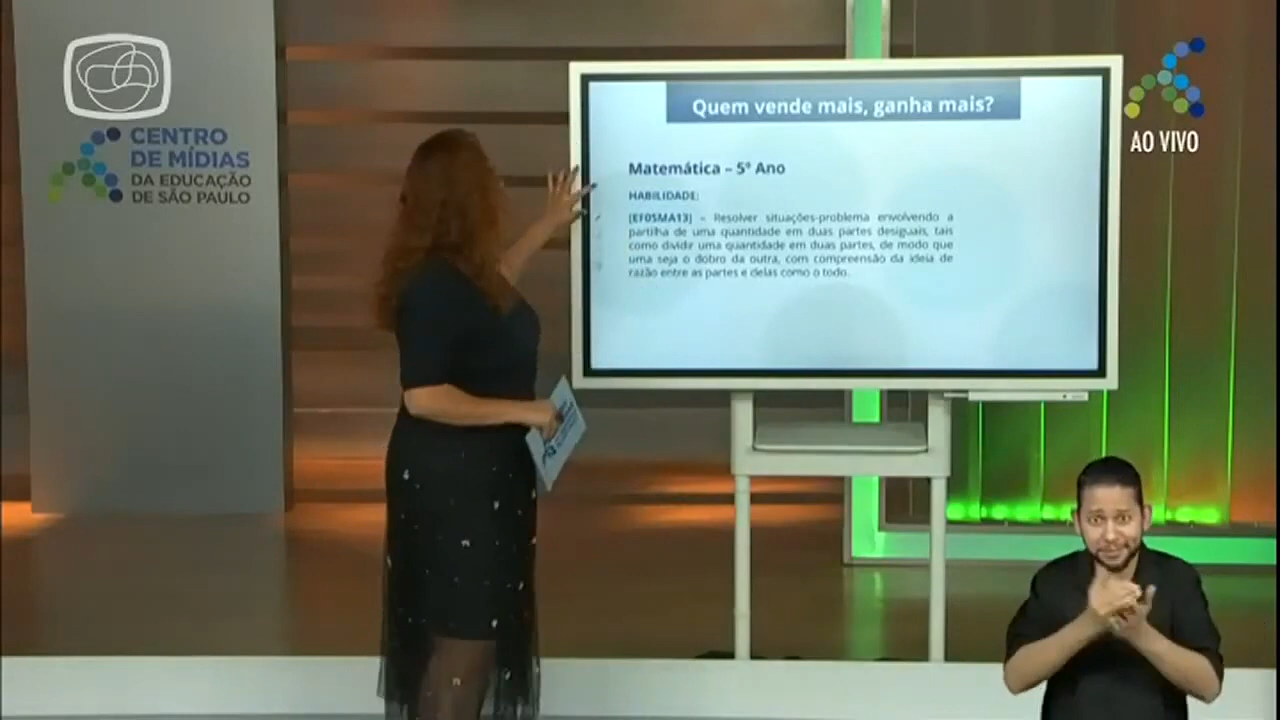 CENTRO
DE MÍDIAS
DA EDUCAÇÃO
DE SÃO PAULO
Quem vende mais, ganha mais?
Matemática – 5º Ano
HABILIDADE:
(EF05MA13) – Resolver situações-problema envolvendo a
partilha de uma quantidade em duas partes desiguais, tais
como dividir uma quantidade em duas partes, de modo que
uma seja o dobro da outra, com compreensão da ideia de
razão entre as partes e delas como o todo.
AO VIVO